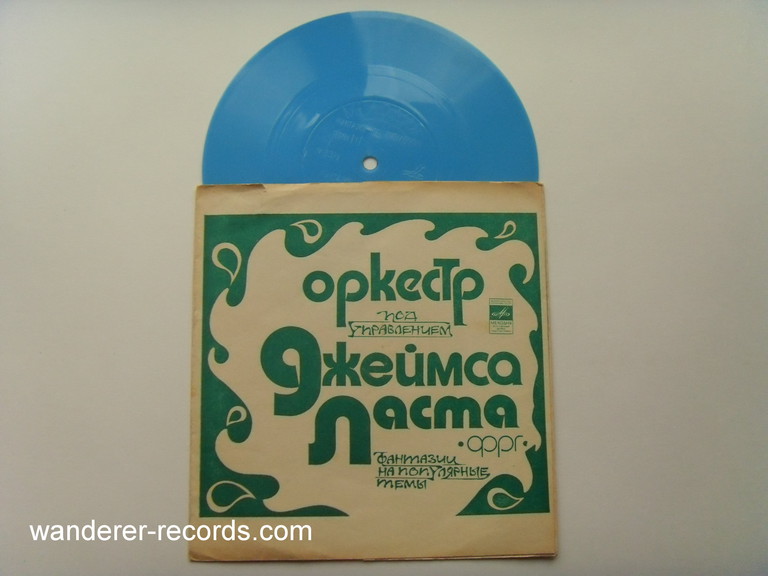 оркестр
под
управлением
джеймса
ласта
•фрг•
фантазии
на популярные
темы
wanderer-records.com